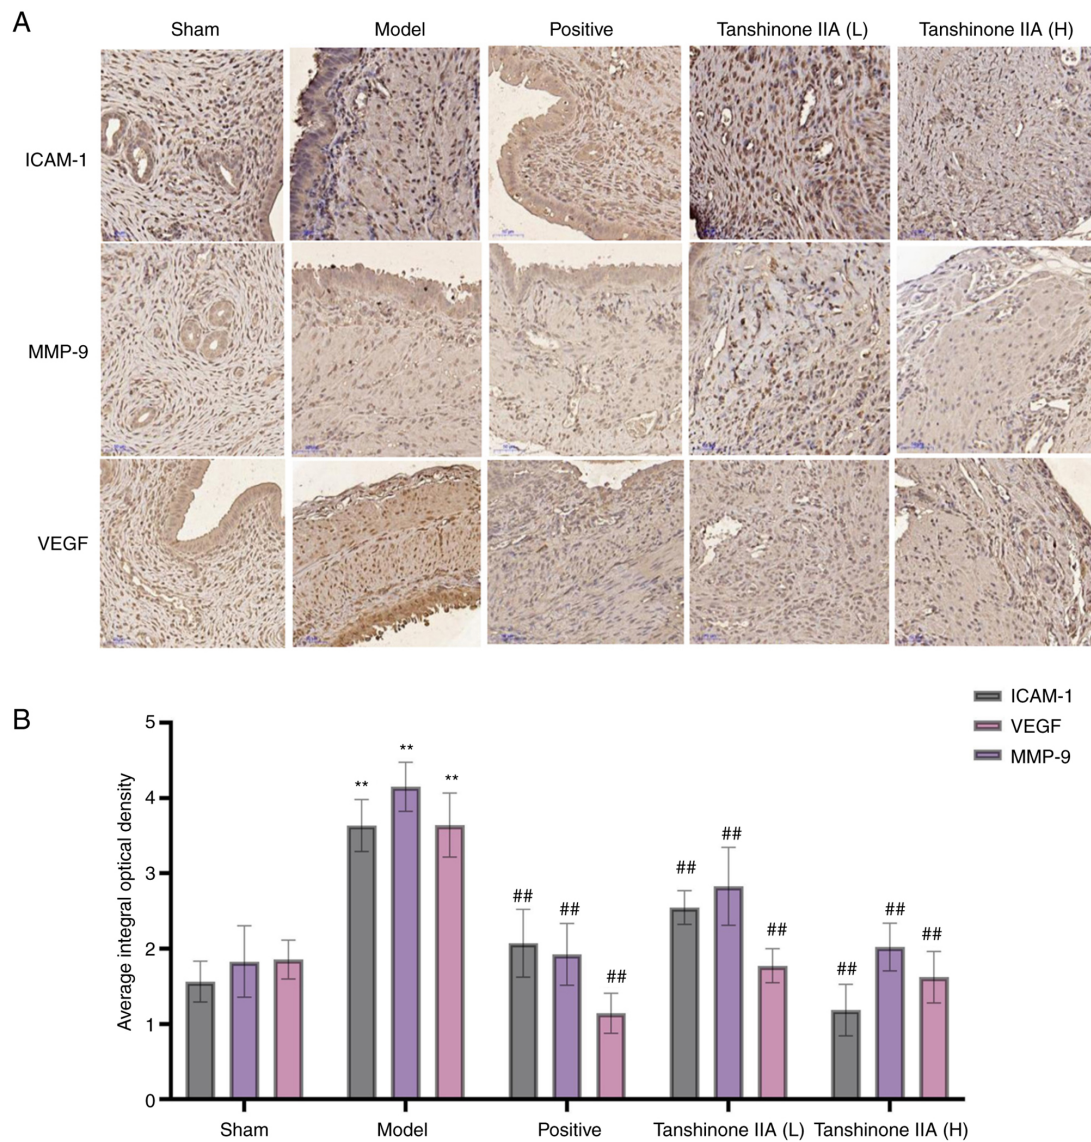 A
Sham
Model
Positive
Tanshinone IIA (L)
Tanshinone IIA (H)
ICAM-1
MMP-9
VEGF
B
ICAM-1
VEGF
MMP-9
Average integral optical density
5
4
3
2
1
0
**
**
**
##
##
##
##
##
##
##
##
##
Sham
Model
Positive
Tanshinone IIA (L)
Tanshinone IIA (H)